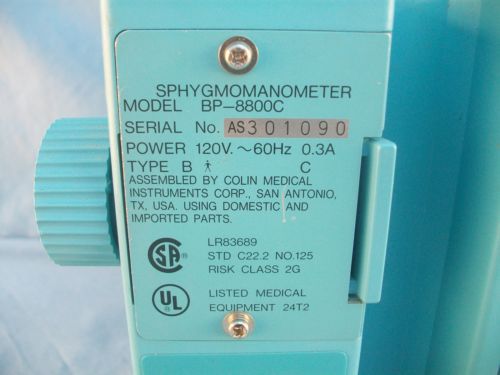 SPHYGMOMANOMETER
MODEL BP-8800C
SERIAL No. AS301090
POWER 120V.~60Hz 0.3A
TYPE B C
ASSEMBLED BY COLIN MEDICAL
INSTRUMENTS CORP., SAN ANTONIO,
TX, USA. USING DOMESTIC AND
IMPORTED PARTS.
LR83689
SA STD C22.2 NO.125
RISK CLASS 2G
UL LISTED MEDICAL
EQUIPMENT 24T2